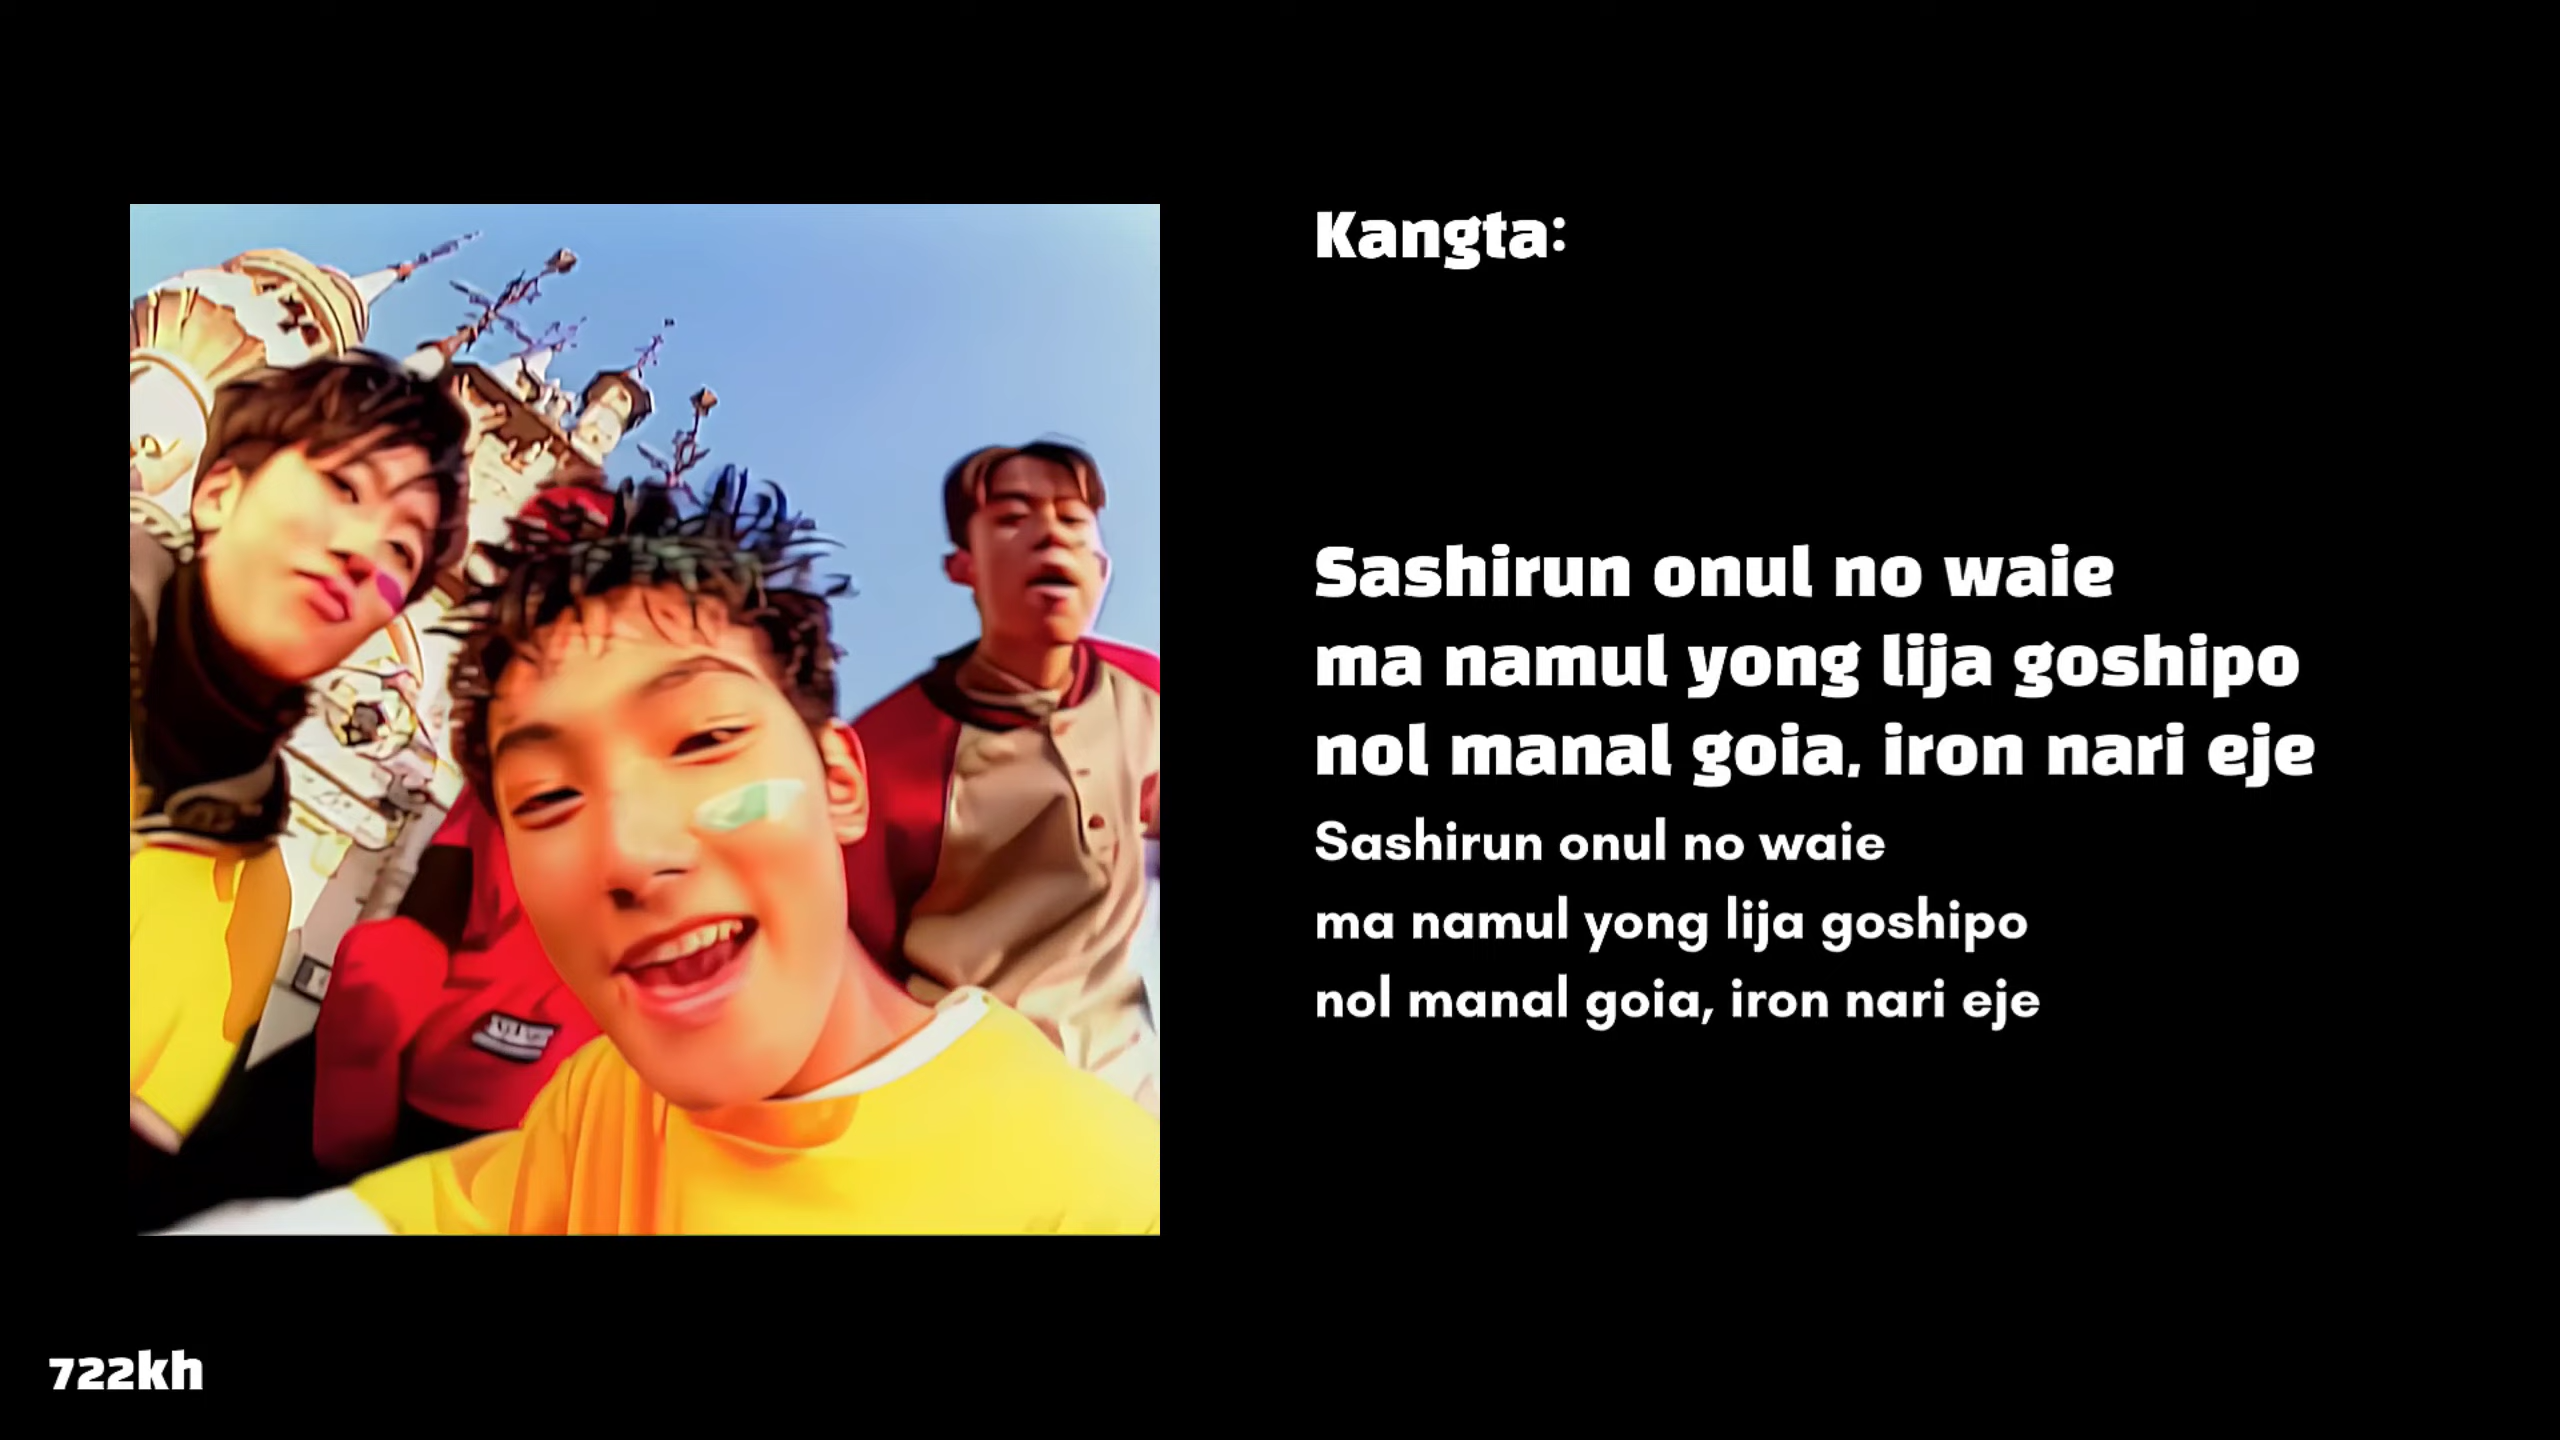 Kangta:
Sashirun onul no waie
ma namul yong lija goshipo
nol manal goia, iron nari eje
Sashirun onul no waie
ma namul yong lija goshipo
nol manal goia, iron nari eje
722kh